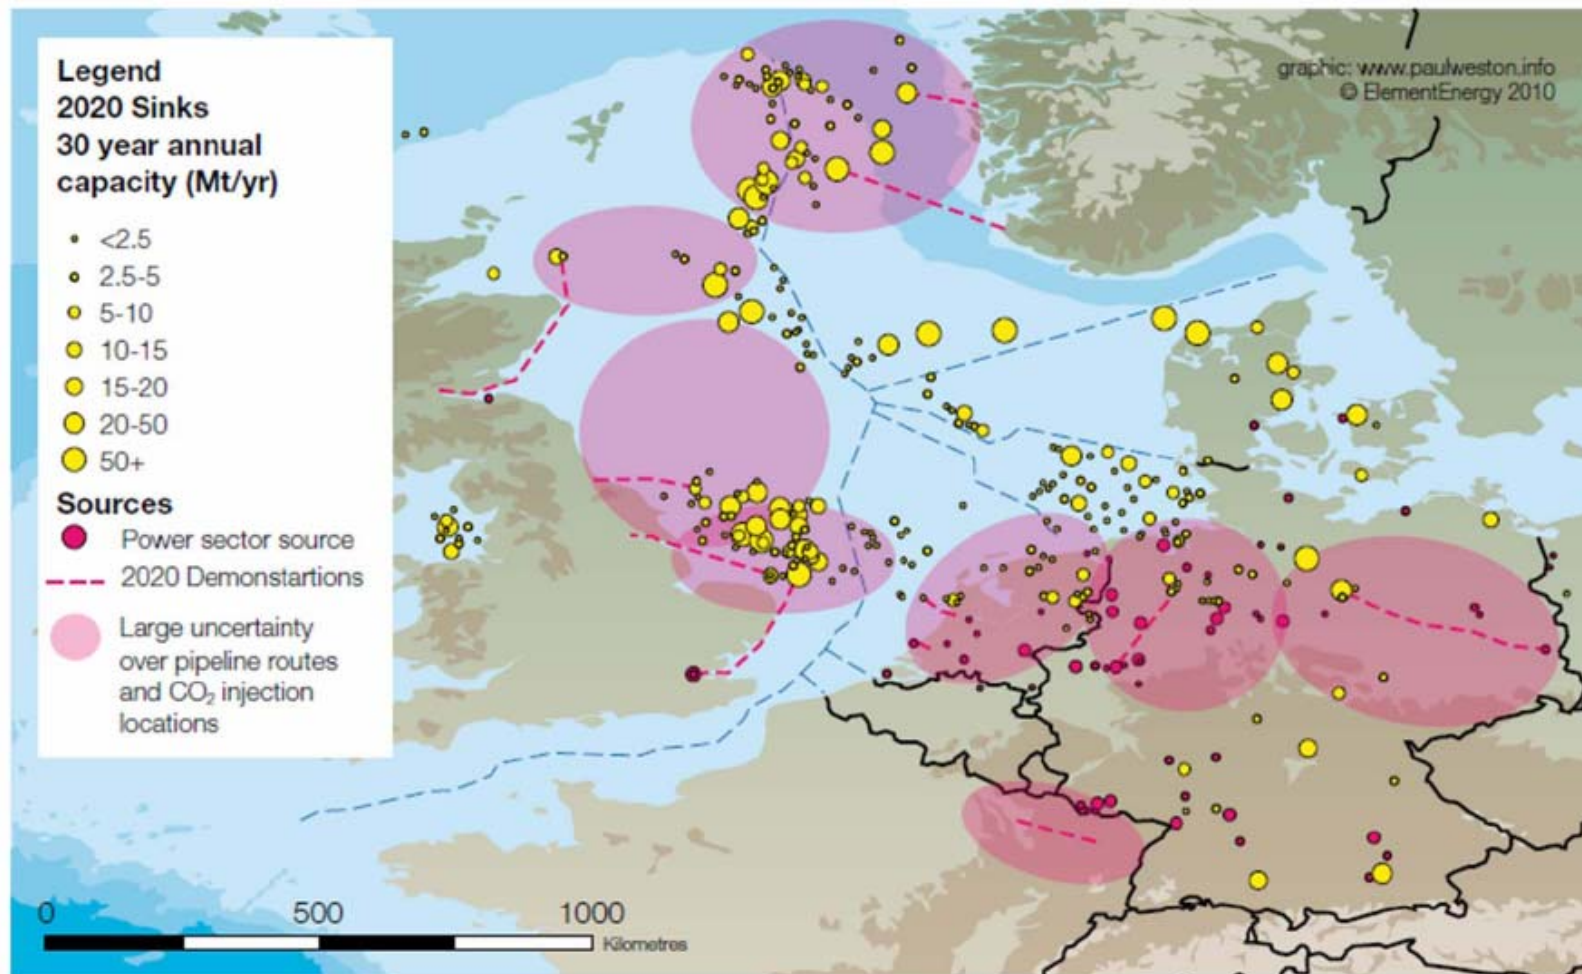 Legend
2020 Sinks
30 year annual
capacity (Mt/yr)
<2.5
2.5-5
5-10
10-15
15-20
20-50
50+
Sources
Power sector source
2020 Demonstartions
Large uncertainty
over pipeline routes
and CO₂ injection
locations
graphic: www.paulweston.info
© ElementEnergy 2010
0 500 1000 Kilometres